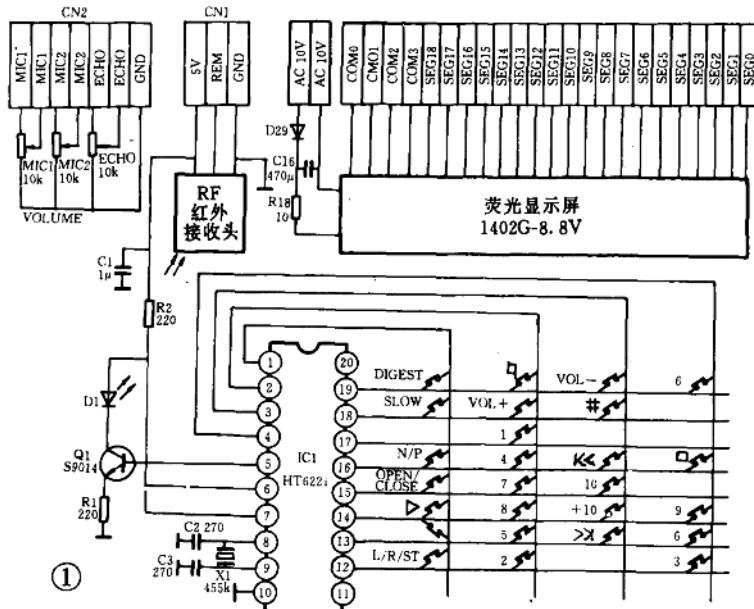 CN2
CN1
MIC1
MIC1
MIC2
MIC2
ECHO
ECHO
GND
5V
REM
GND
AC 10V
AC 10V
COM0
CMO1
COM2
COM3
SEG18
SEG17
SEG16
SEG15
SEG14
SEG13
SEG12
SEG11
SEG10
SEG9
SEG8
SEG7
SEG6
SEG5
SEG4
SEG3
SEG2
SEG1
SEG0
MIC1
10k
MIC2
10k
ECHO
10k
VOLUME
D29
C16
470μ
R18
10
RF
红外
接收头
荧光显示屏
1402G-8.8V
C1
1μ
R2
220
D1
Q1
S9014
R1
220
C2 270
C3
270
X1
455k
IC1
HT622i
1
2
3
4
5
6
7
8
9
10
20
19
18
17
16
15
14
13
12
11
DIGEST
VOL-
6
SLOW
VOL+
#
1
N/P
4
K<<
OPEN/
CLOSE
7
10
8
+10
9
5
>>
6
L/R/ST
2
3
①